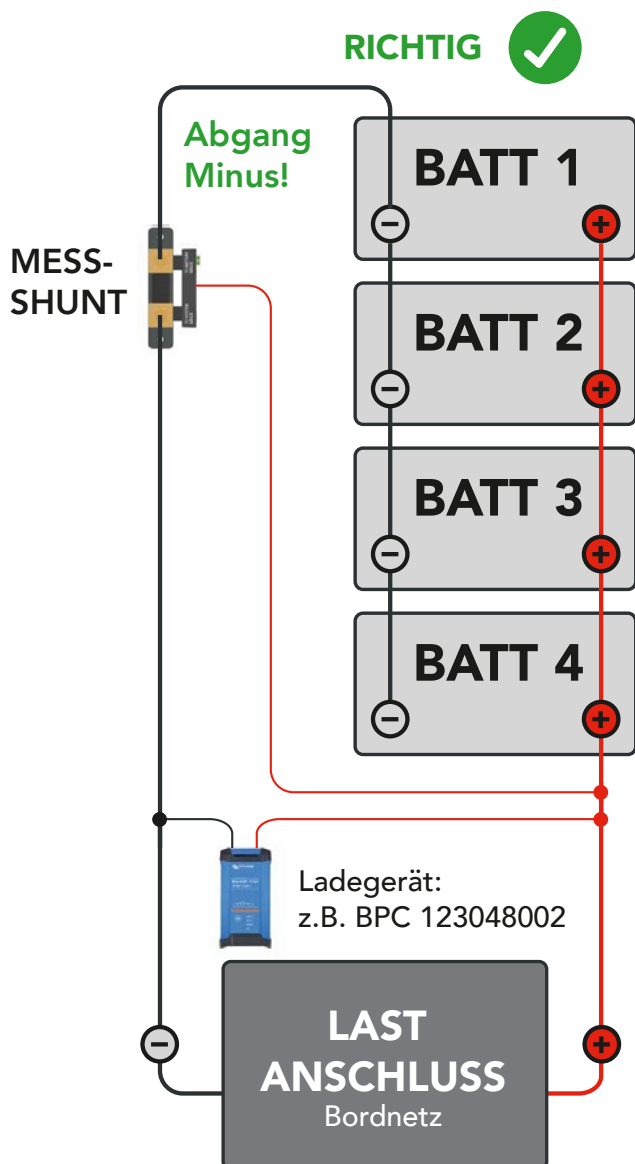 RICHTIG
Abgang
Minus!
BATT 1
MESS-
SHUNT
BATT 2
BATT 3
BATT 4
Ladegerät:
z.B. BPC 123048002
LAST
ANSCHLUSS
Bordnetz